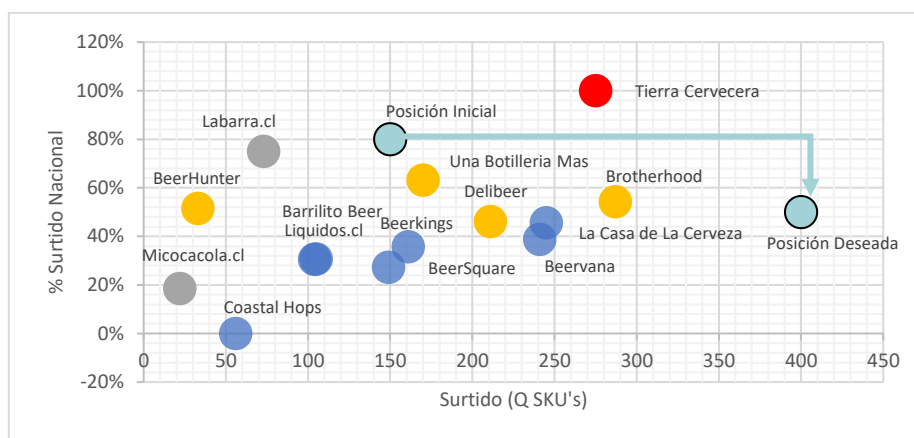 120%
100%
80%
60%
40%
20%
0%
-20%
% Surtido Nacional
Tierra Cervecera
Posición Inicial
Labarra.cl
Una Botilleria Mas
BeerHunter
Delibeer
Brotherhood
Barrilito Beer
Liquidos.cl
Beerkings
La Casa de La Cerveza
Posición Deseada
Micocacola.cl
BeerSquare
Beervana
Coastal Hops
0 50 100 150 200 250 300 350 400 450
Surtido (Q SKU's)